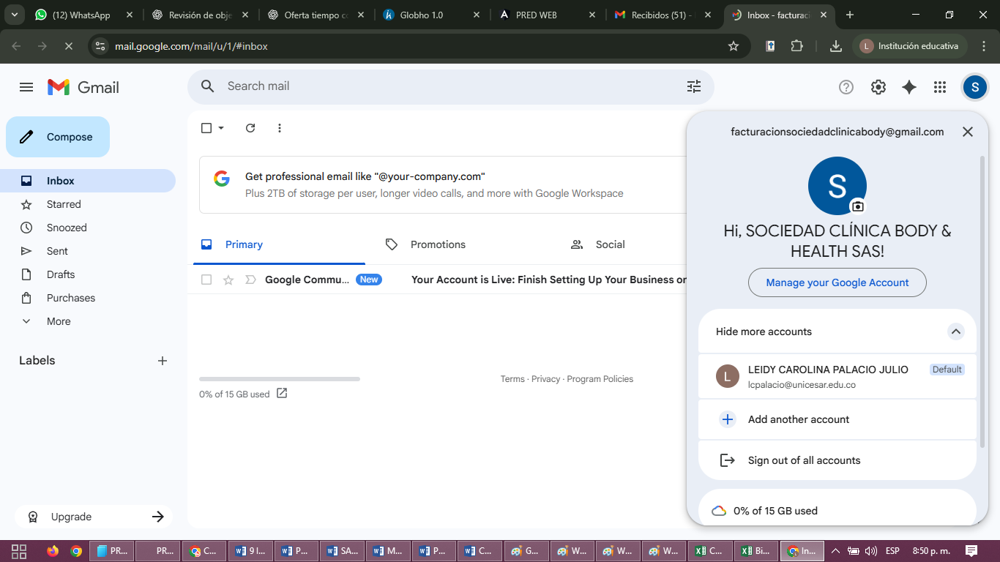 (12) WhatsApp
Revisión de obje
Oferta tiempo co
Globho 1.0
PRED WEB
Recibidos (51) -
Inbox - facturaci
mail.google.com/mail/u/1/#inbox
L Institución educativa
Gmail
Search mail
S
Compose
Inbox
Starred
Snoozed
Sent
Drafts
Purchases
More
Labels
Upgrade
Get professional email like "@your-company.com"
Plus 2TB of storage per user, longer video calls, and more with Google Workspace
Primary
Promotions
Social
Google Commu... New Your Account is Live: Finish Setting Up Your Business on
0% of 15 GB used
Terms · Privacy · Program Policies
facturacionsociedadclinicabody@gmail.com
S
Hi, SOCIEDAD CLÍNICA BODY &
HEALTH SAS!
Manage your Google Account
Hide more accounts
L LEIDY CAROLINA PALACIO JULIO Default
lcpalacio@unicesar.edu.co
Add another account
Sign out of all accounts
0% of 15 GB used
PR... PR... C... 9 I... P... SA... M... P... C... G... W... W... W... C... Bi... In... ESP 8:50 p. m.